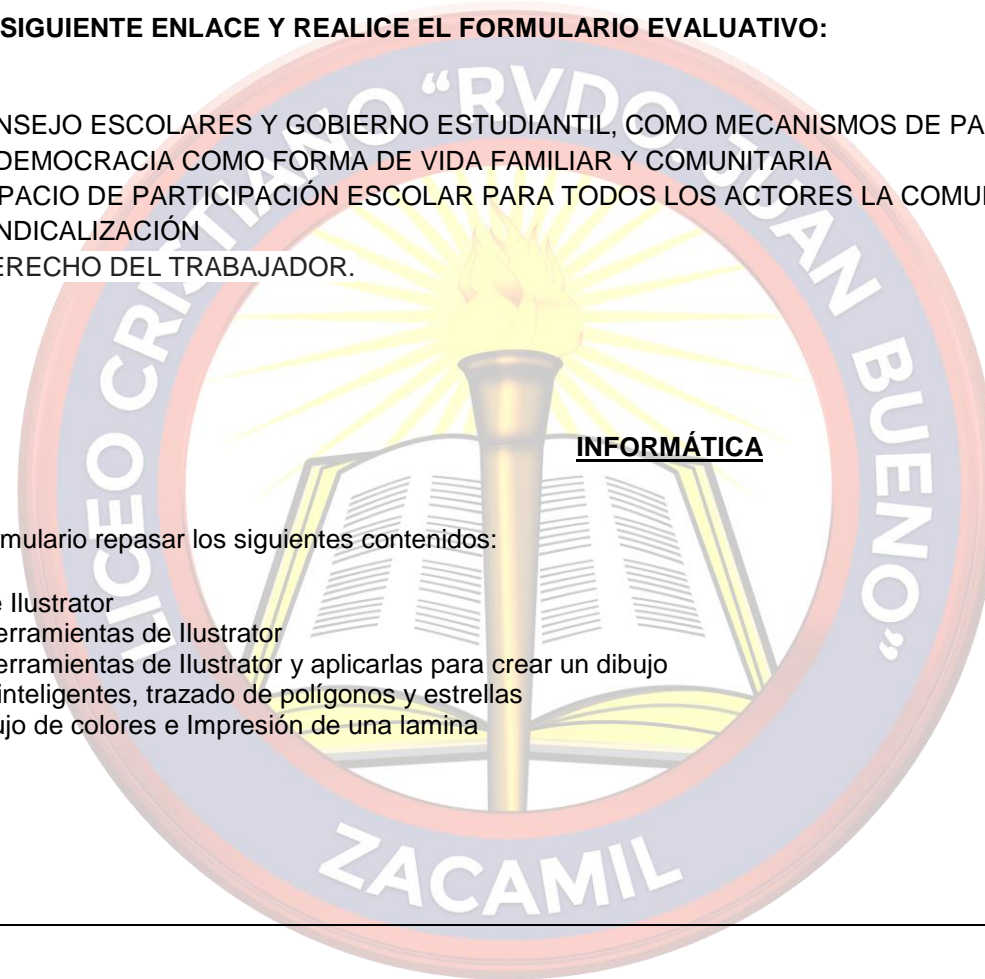 SIGUIENTE ENLACE Y REALICE EL FORMULARIO EVALUATIVO:
NSEJO ESCOLARES Y GOBIERNO ESTUDIANTIL, COMO MECANISMOS DE PA
DEMOCRACIA COMO FORMA DE VIDA FAMILIAR Y COMUNITARIA
PACIO DE PARTICIPACIÓN ESCOLAR PARA TODOS LOS ACTORES LA COMU
NDICALIZACIÓN
ERECHO DEL TRABAJADOR.
INFORMÁTICA
mulario repasar los siguientes contenidos:
e Ilustrator
erramientas de Ilustrator
erramientas de Ilustrator y aplicarlas para crear un dibujo
inteligentes, trazado de polígonos y estrellas
ujo de colores e Impresión de una lamina
LICEO CRISTIANO "RVDO. JUAN BUENO"
ZACAMIL